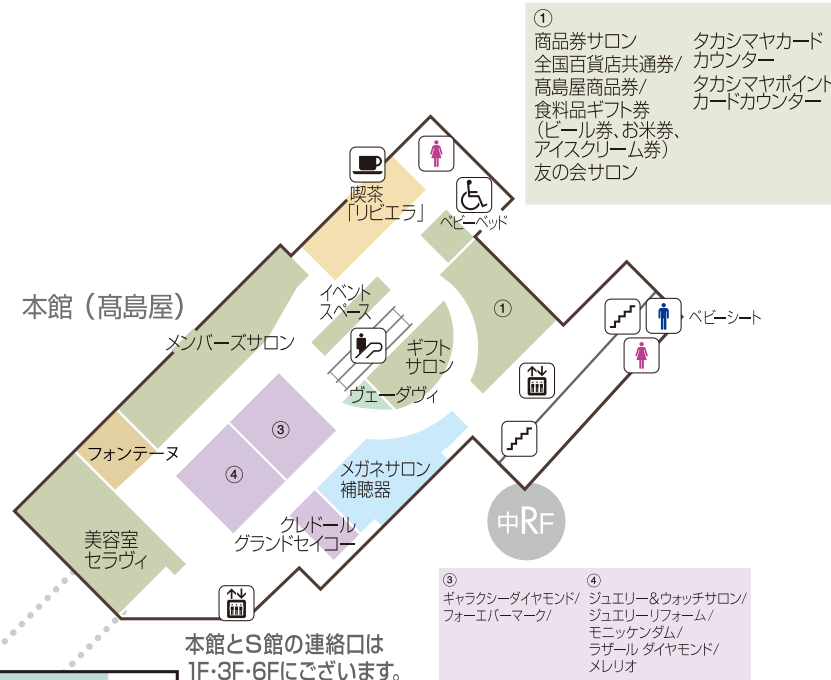 ①
商品券サロン
全国百貨店共通券/
髙島屋商品券/
食料品ギフト券
（ビール券、お米券、
アイスクリーム券）
友の会サロン
タカシマヤカード
カウンター
タカシマヤポイント
カードカウンター
喫茶
「リビエラ」
ベビーベッド
本館（髙島屋）
イベント
スペース
①
ベビーシート
メンバーズサロン
ギフト
サロン
ヴェーダヴィ
③
フォンテーヌ
④
メガネサロン
補聴器
クレドール
グランドセイコー
美容室
セラヴィ
中RF
③
ギャラクシーダイヤモンド/
フォーエバーマーク/
④
ジュエリー&ウォッチサロン/
ジュエリーリフォーム/
モニッケンダム/
ラザール ダイヤモンド/
メレリオ
本館とS館の連絡口は
1F･3F･6Fにございます。